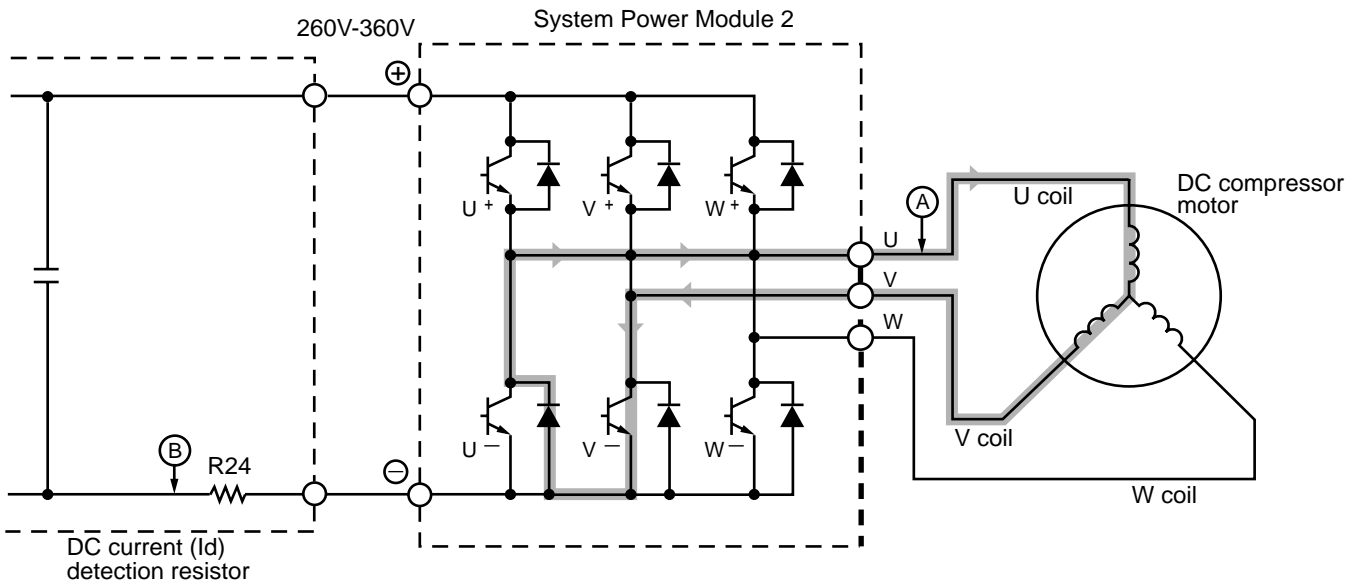 System Power Module 2
260V-360V
+
U +
V +
W +
A
U coil
DC compressor
motor
U
V
W
U −
V −
W −
V coil
W coil
B
R24
−
DC current (Id)
detection resistor